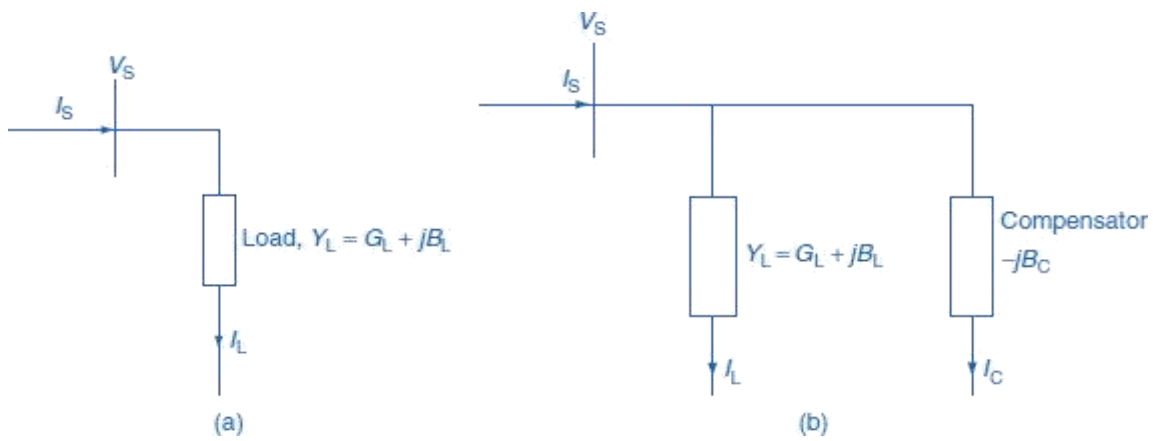 V_S
I_S
Load, Y_L = G_L + jB_L
I_L
(a)
V_S
I_S
Y_L = G_L + jB_L
Compensator
–jB_C
I_L
I_C
(b)